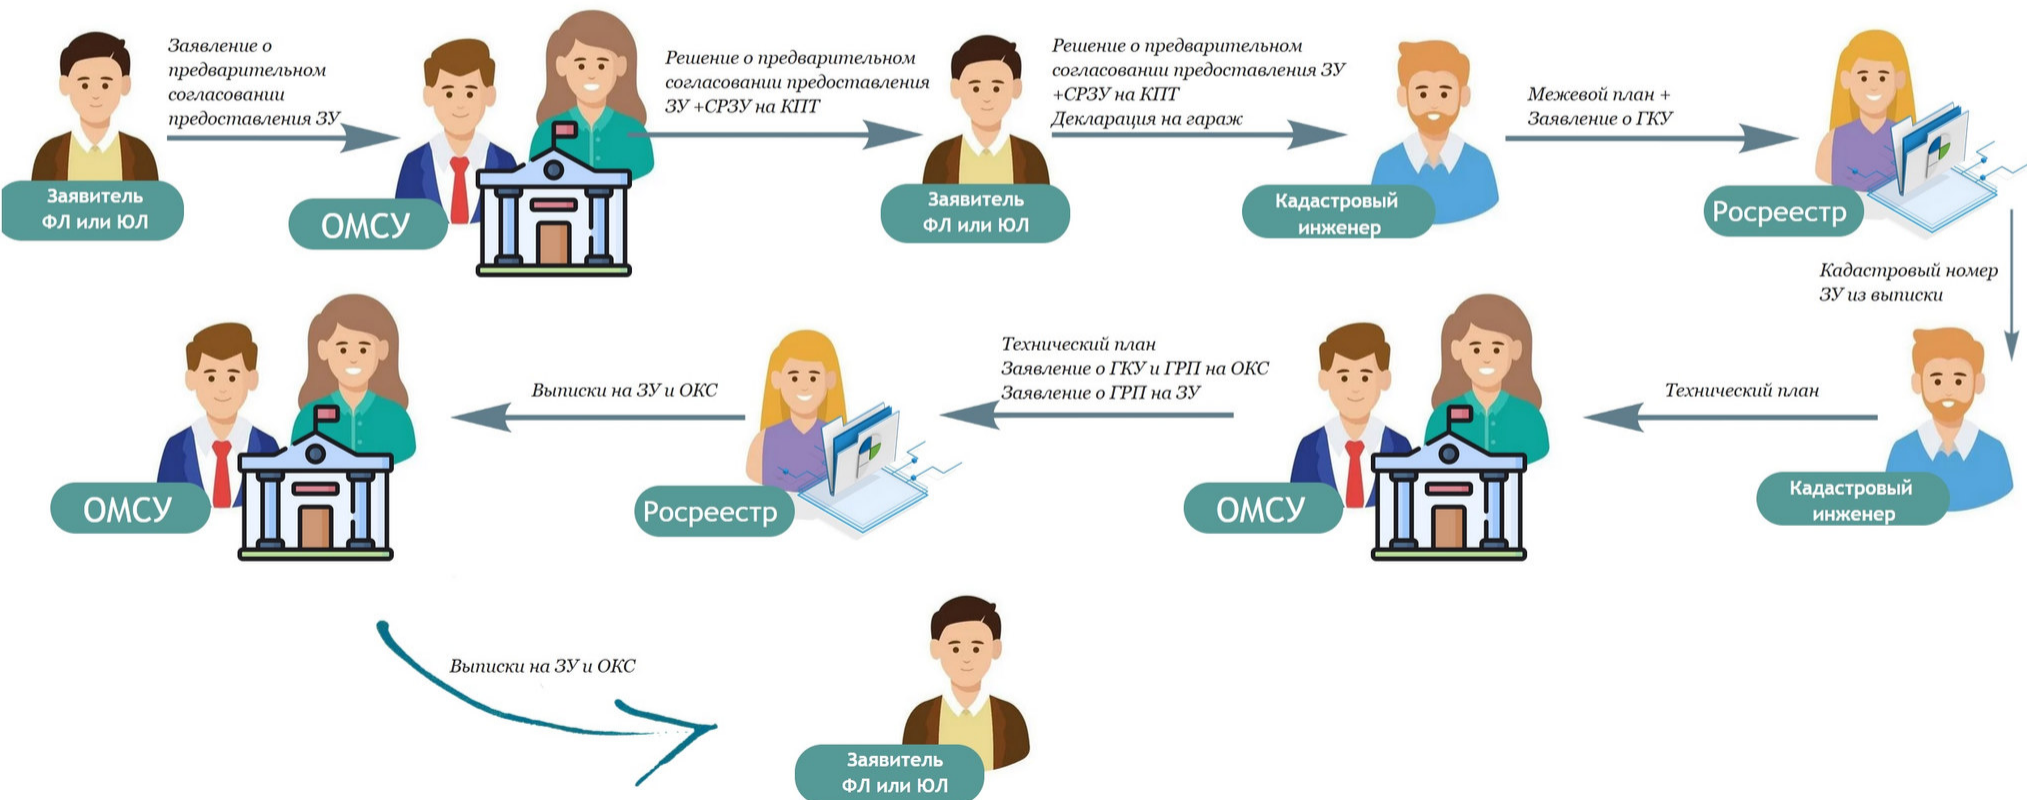 Заявление о
предварительном
согласовании
предоставления ЗУ
Заявитель
ФЛ или ЮЛ
ОМСУ
Решение о предварительном
согласовании предоставления
ЗУ +СРЗУ на КПТ
Заявитель
ФЛ или ЮЛ
Решение о предварительном
согласовании предоставления ЗУ
+СРЗУ на КПТ
Декларация на гараж
Кадастровый
инженер
Межевой план +
Заявление о ГКУ
Росреестр
Кадастровый номер
ЗУ из выписки
Кадастровый
инженер
Технический план
ОМСУ
Технический план
Заявление о ГКУ и ГРП на ОКС
Заявление о ГРП на ЗУ
Росреестр
Выписки на ЗУ и ОКС
ОМСУ
Выписки на ЗУ и ОКС
Заявитель
ФЛ или ЮЛ